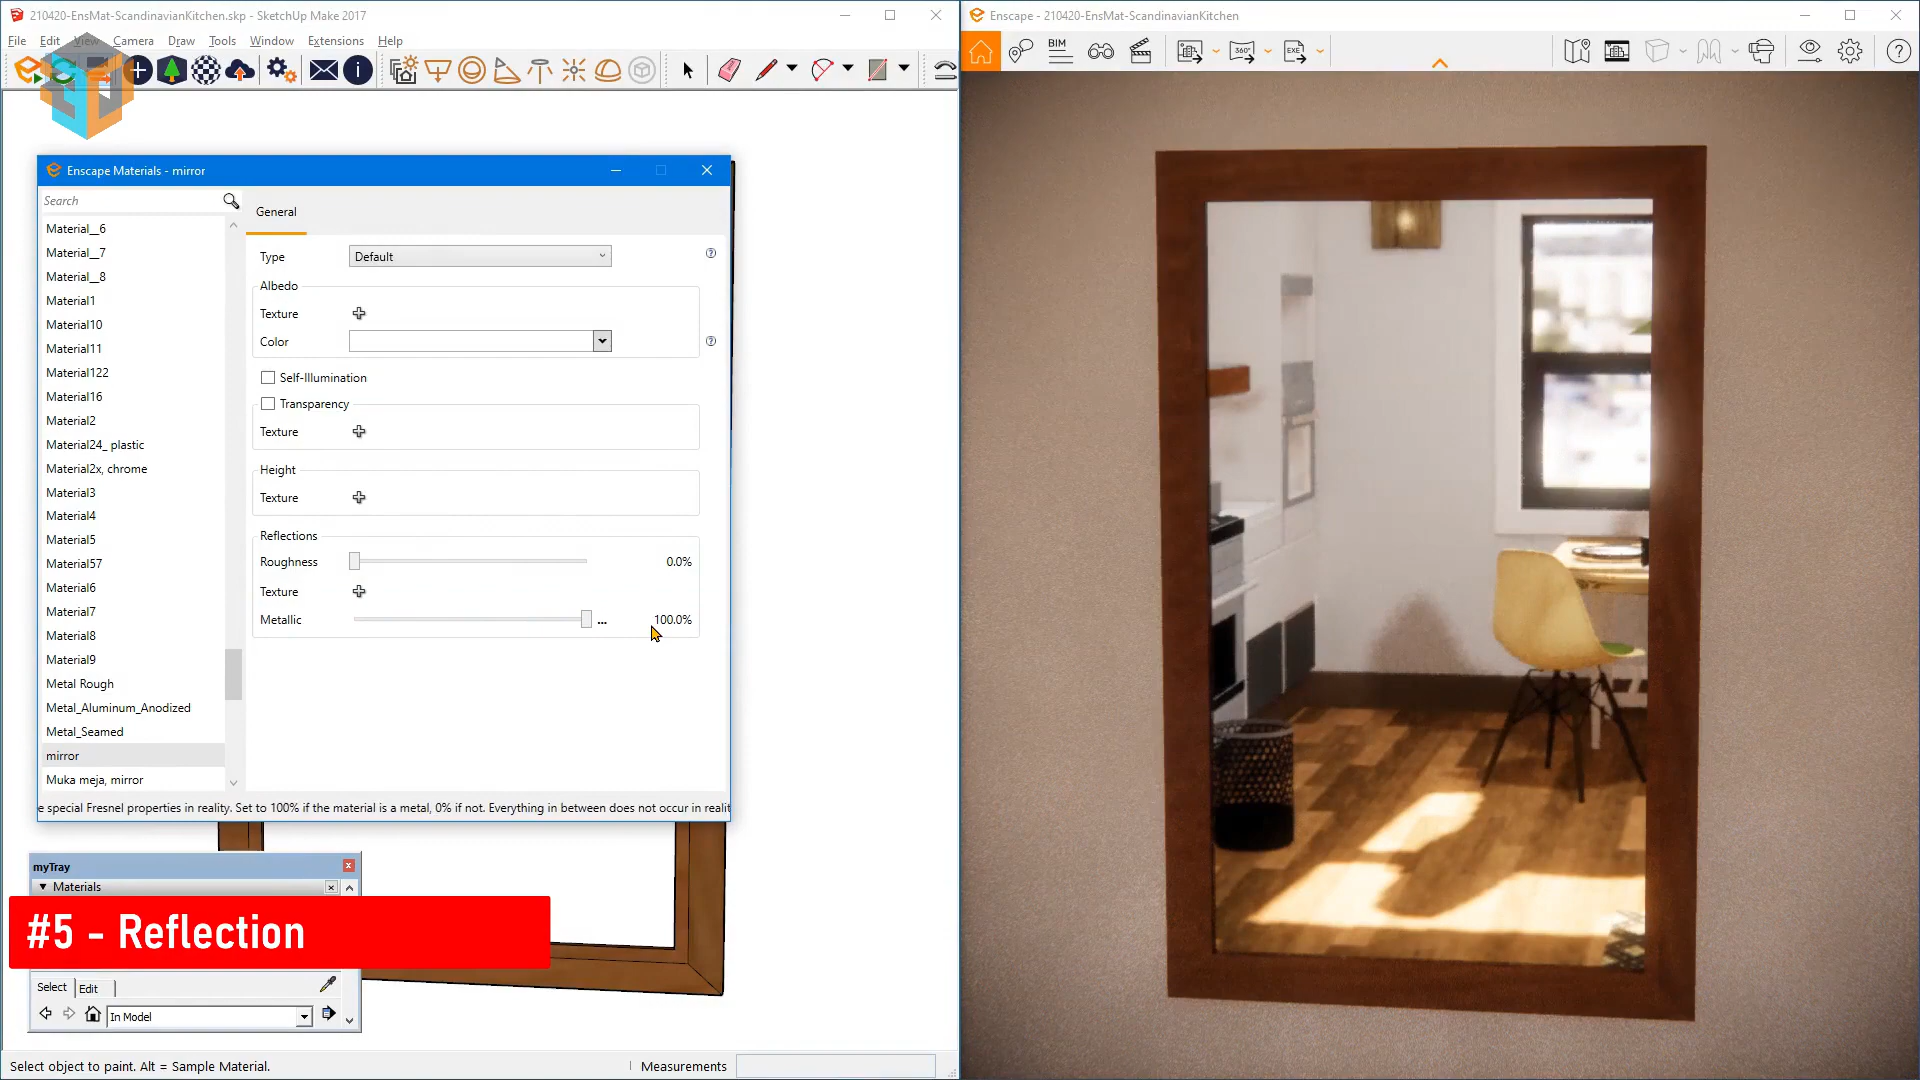 210420-EnsMat-ScandinavianKitchen.skp - SketchUp Make 2017
File Edit View Camera Draw Tools Window Extensions Help
Enscape Materials - mirror
Search
Material__6
Material__7
Material__8
Material1
Material10
Material11
Material122
Material16
Material2
Material24_ plastic
Material2x, chrome
Material3
Material4
Material5
Material57
Material6
Material7
Material8
Material9
Metal Rough
Metal_Aluminum_Anodized
Metal_Seamed
mirror
Muka meja, mirror
General
Type Default
Albedo
Texture
Color
Self-Illumination
Transparency
Texture
Height
Texture
Reflections
Roughness 0.0%
Texture
Metallic ... 100.0%
e special Fresnel properties in reality. Set to 100% if the material is a metal, 0% if not. Everything in between does not occur in realit
myTray
Materials
#5 - Reflection
Select Edit
In Model
Select object to paint. Alt = Sample Material.
Measurements
Enscape - 210420-EnsMat-ScandinavianKitchen
BIM
360°
EXE